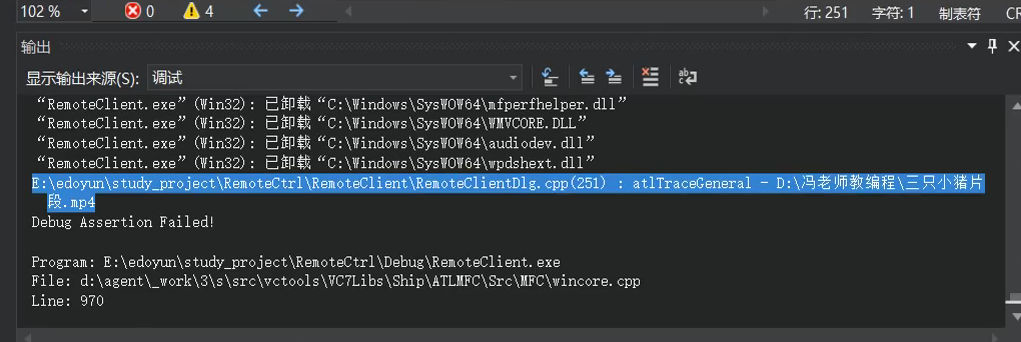 102 %
0
4
行: 251
字符: 1
制表符
CR
输出
显示输出来源(S):
调试
“RemoteClient.exe”(Win32): 已卸载“C:\Windows\SysWOW64\mfperfhelper.dll”
“RemoteClient.exe”(Win32): 已卸载“C:\Windows\SysWOW64\WMVCORE.DLL”
“RemoteClient.exe”(Win32): 已卸载“C:\Windows\SysWOW64\audiodev.dll”
“RemoteClient.exe”(Win32): 已卸载“C:\Windows\SysWOW64\wpdshext.dll”
E:\edoyun\study_project\RemoteCtrl\RemoteClient\RemoteClientDlg.cpp(251) : atlTraceGeneral - D:\冯老师教编程\三只小猪片
段.mp4
Debug Assertion Failed!
Program: E:\edoyun\study_project\RemoteCtrl\Debug\RemoteClient.exe
File: d:\agent\_work\3\s\src\vctools\VC7Libs\Ship\ATLMFC\Src\MFC\wincore.cpp
Line: 970